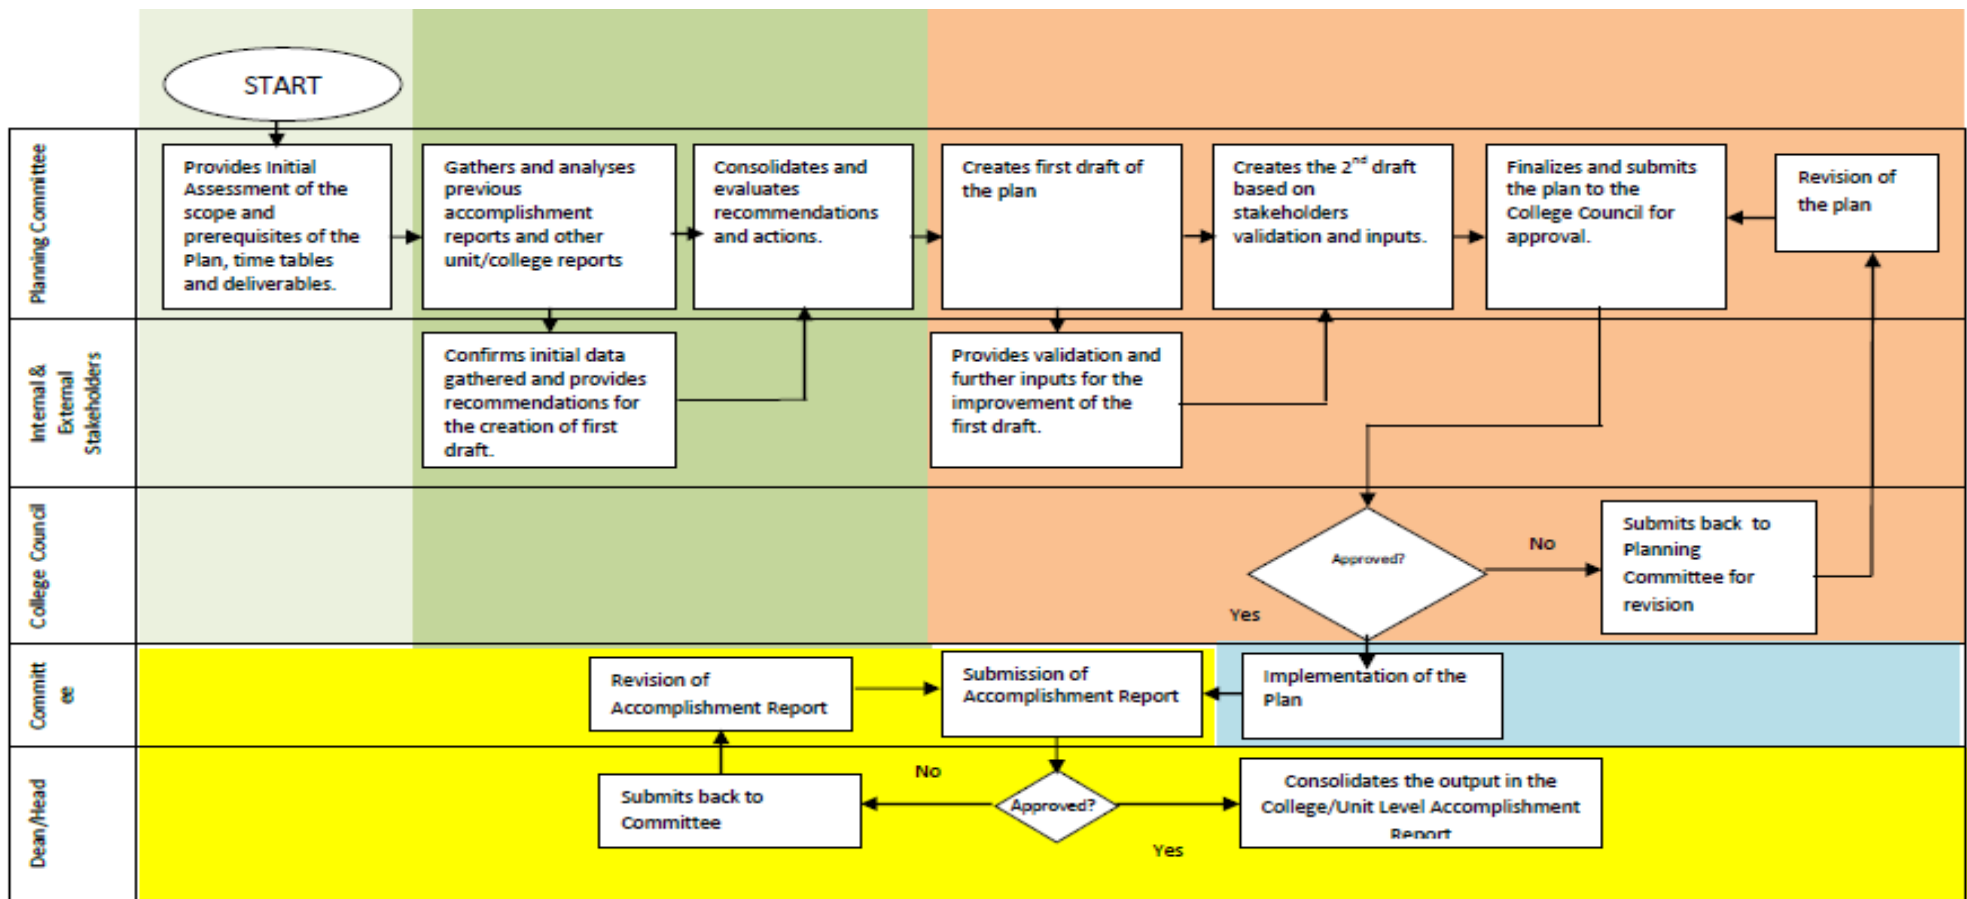 START
Planning Committee
Provides Initial
Assessment of the
scope and
prerequisites of the
Plan, time tables
and deliverables.
Gathers and analyses
previous
accomplishment
reports and other
unit/college reports
Consolidates and
evaluates
recommendations
and actions.
Creates first draft of
the plan
Creates the 2nd draft
based on
stakeholders
validation and inputs.
Finalizes and submits
the plan to the
College Council for
approval.
Revision of
the plan
Internal &
External
Stakeholders
Confirms initial data
gathered and provides
recommendations for
the creation of first
draft.
Provides validation and
further inputs for the
improvement of the
first draft.
College Council
Approved?
No
Yes
Submits back to
Planning
Committee for
revision
Committ
ee
Revision of
Accomplishment Report
Submission of
Accomplishment Report
Implementation of the
Plan
Dean/Head
Submits back to
Committee
No
Approved?
Yes
Consolidates the output in the
College/Unit Level Accomplishment
Report